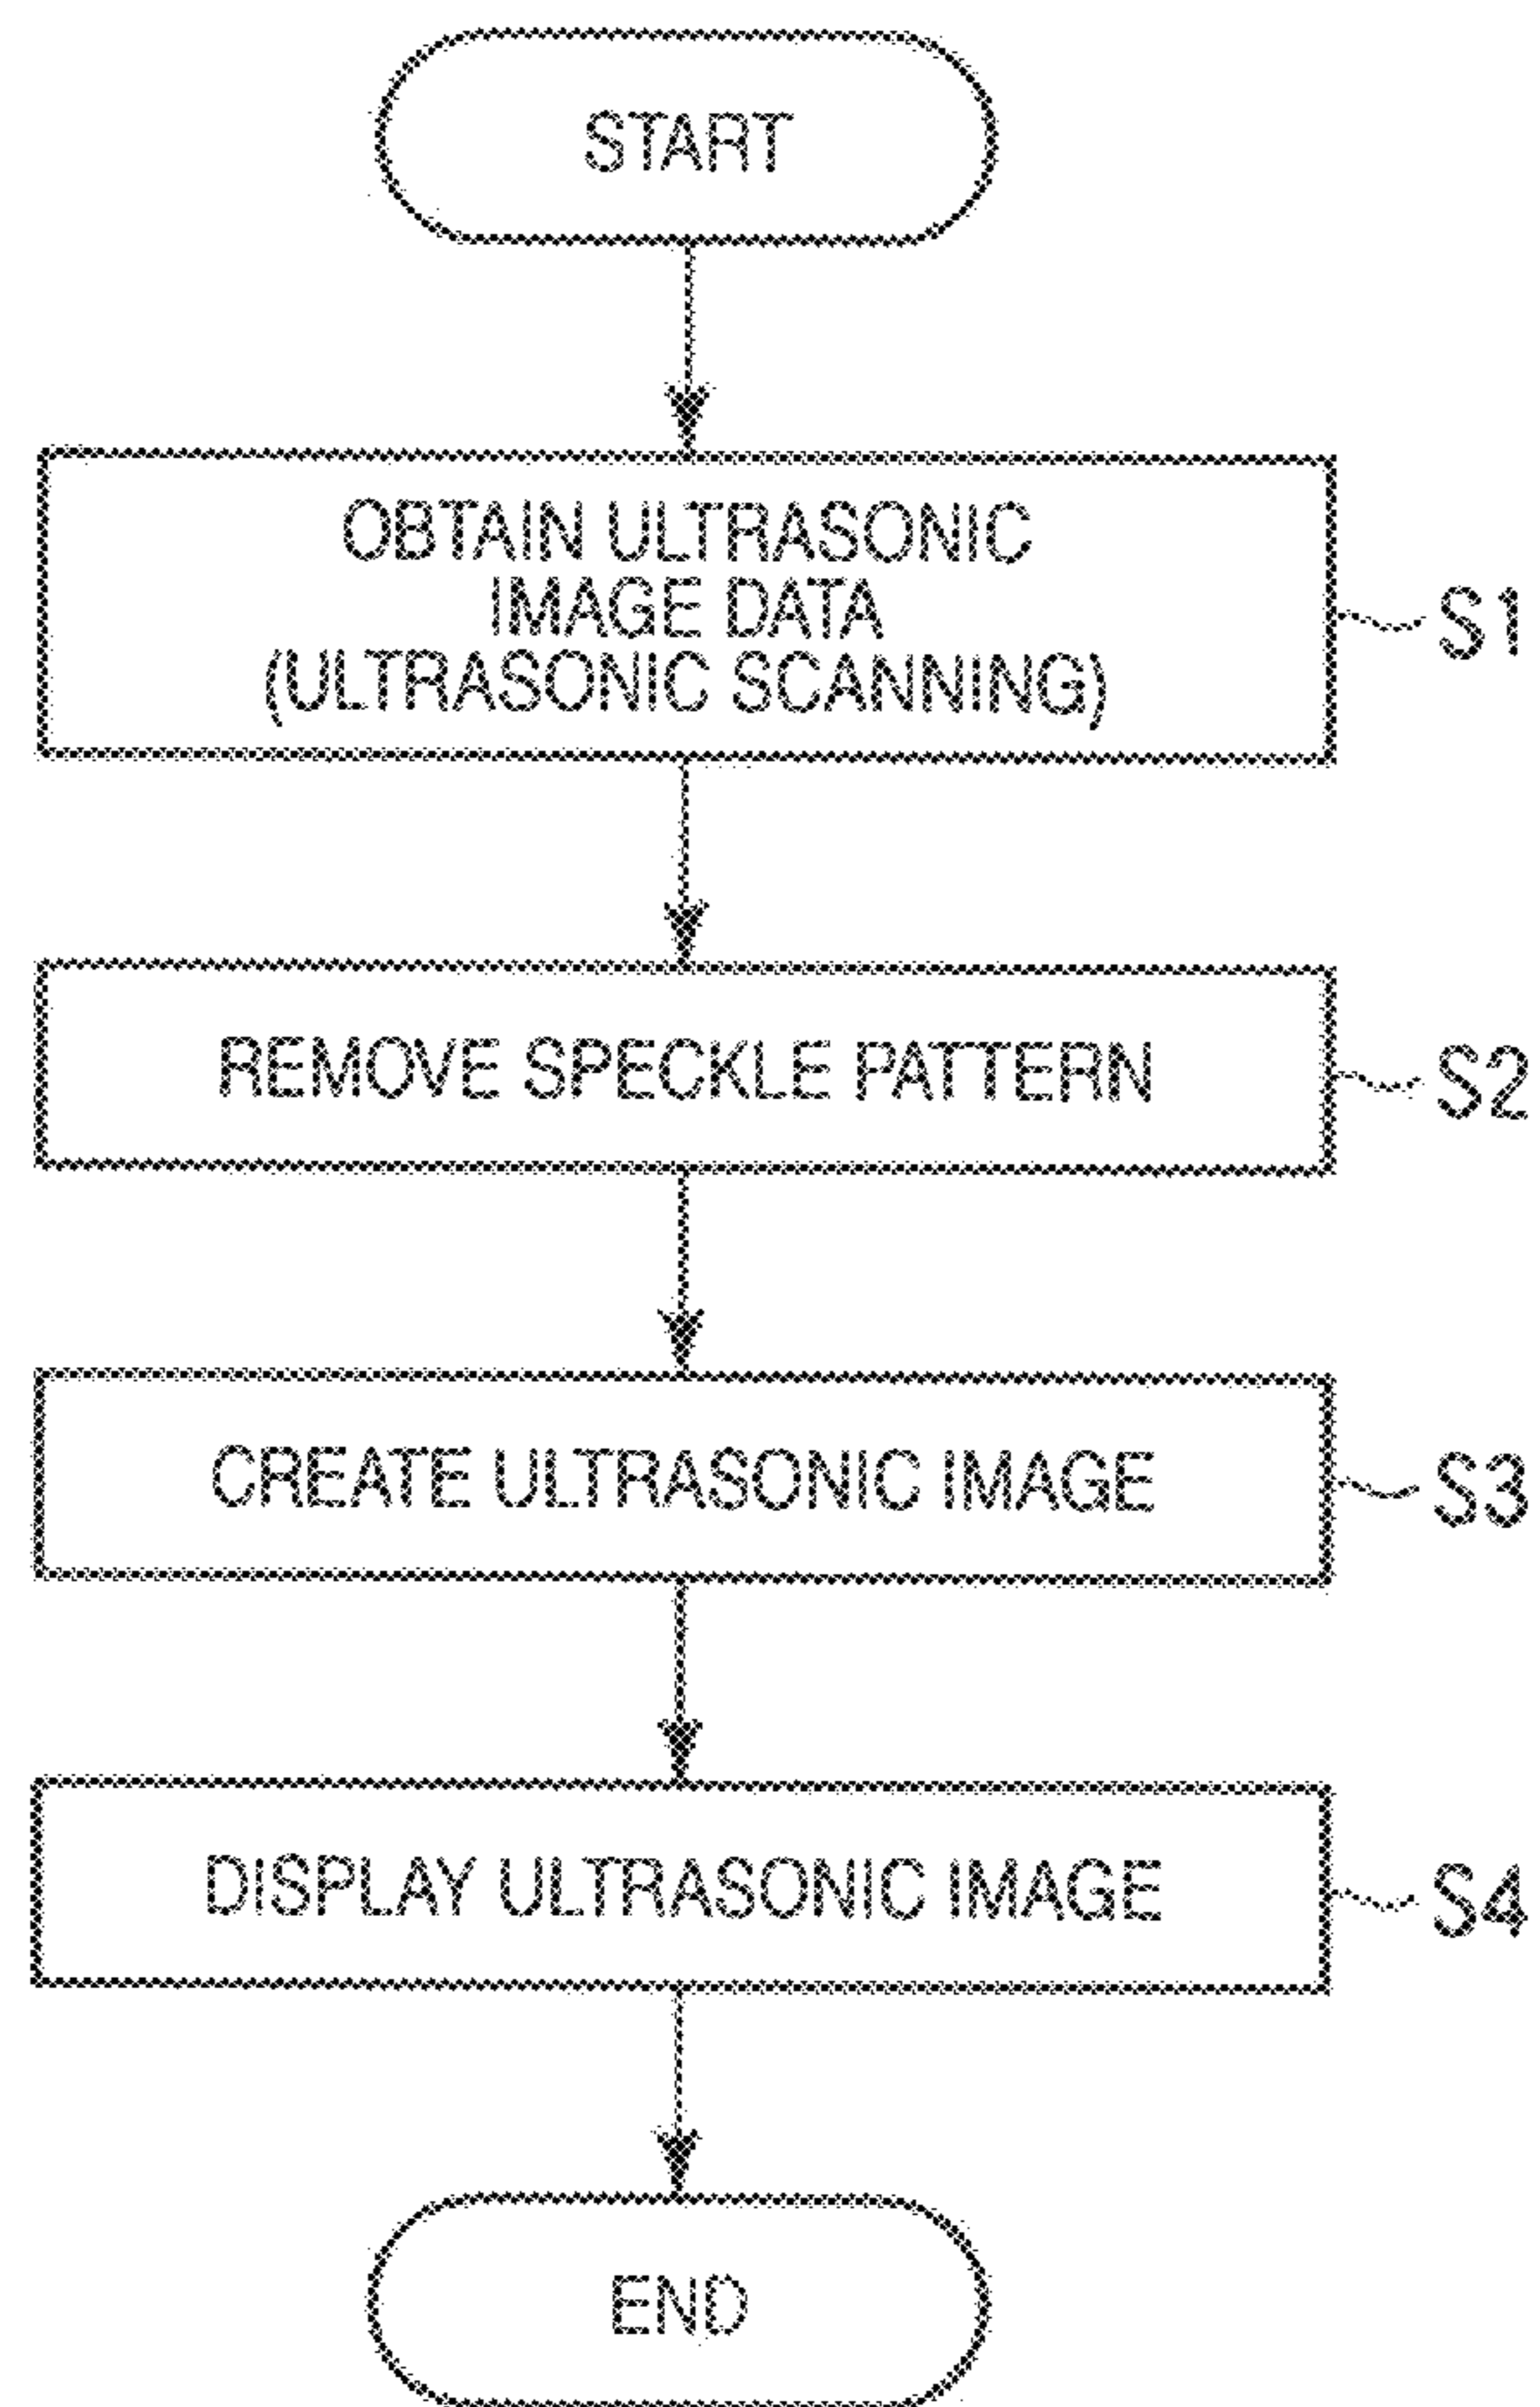 START
OBTAIN ULTRASONIC
IMAGE DATA
(ULTRASONIC SCANNING)
S1
REMOVE SPECKLE PATTERN
S2
CREATE ULTRASONIC IMAGE
S3
DISPLAY ULTRASONIC IMAGE
S4
END